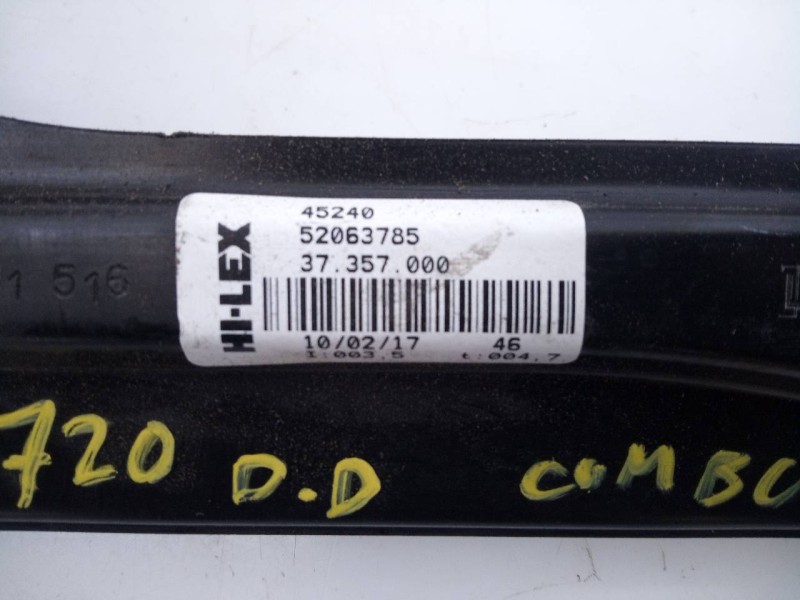 45240
52063785
37.357.000
HI-LEX
10/02/17 46
I:003,5 t:004,7
1 516
720 D.D COMBO